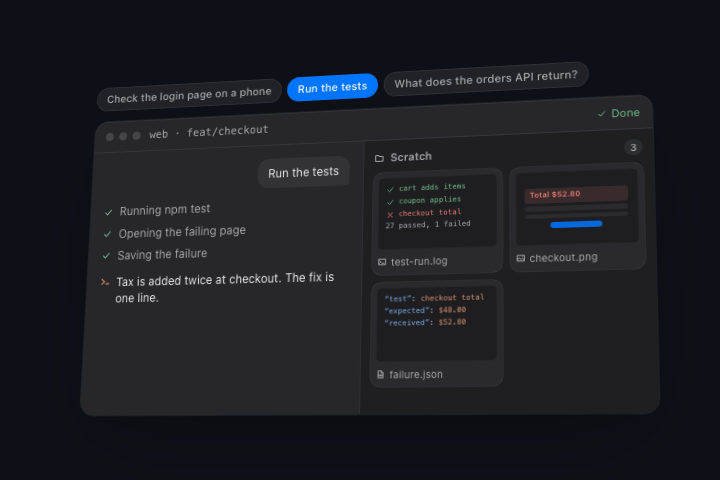 Check the login page on a phone
Run the tests
What does the orders API return?
web · feat/checkout
✓ Done
Run the tests
✓ Running npm test
✓ Opening the failing page
✓ Saving the failure
Tax is added twice at checkout. The fix is
one line.
Scratch
3
✓ cart adds items
✓ coupon applies
✗ checkout total
27 passed, 1 failed
test-run.log
Total $52.80
checkout.png
"test": checkout total
"expected": $48.00
"received": $52.80
failure.json